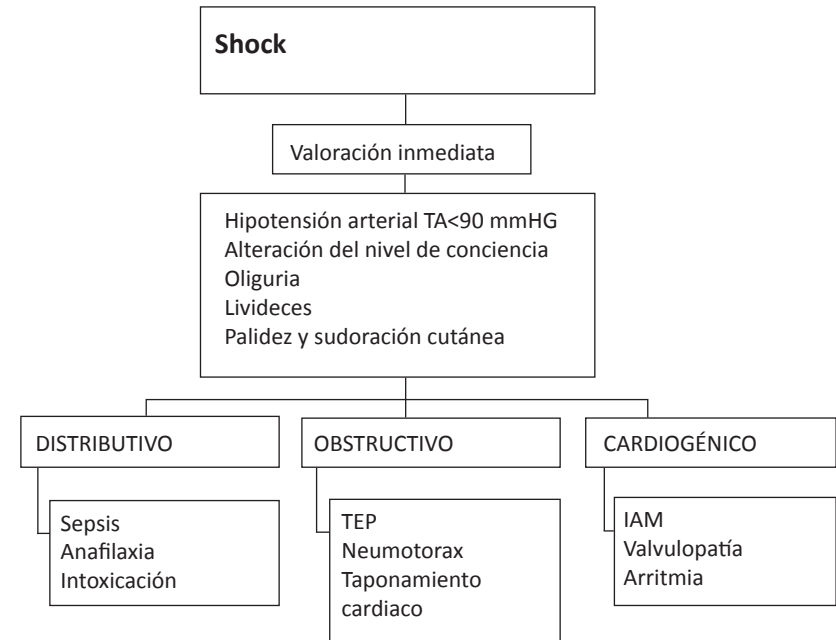 Shock
Valoración inmediata
Hipotensión arterial TA<90 mmHG
Alteración del nivel de conciencia
Oliguria
Livideces
Palidez y sudoración cutánea
DISTRIBUTIVO
OBSTRUCTIVO
CARDIOGÉNICO
Sepsis
Anafilaxia
Intoxicación
TEP
Neumotorax
Taponamiento
cardiaco
IAM
Valvulopatía
Arritmia